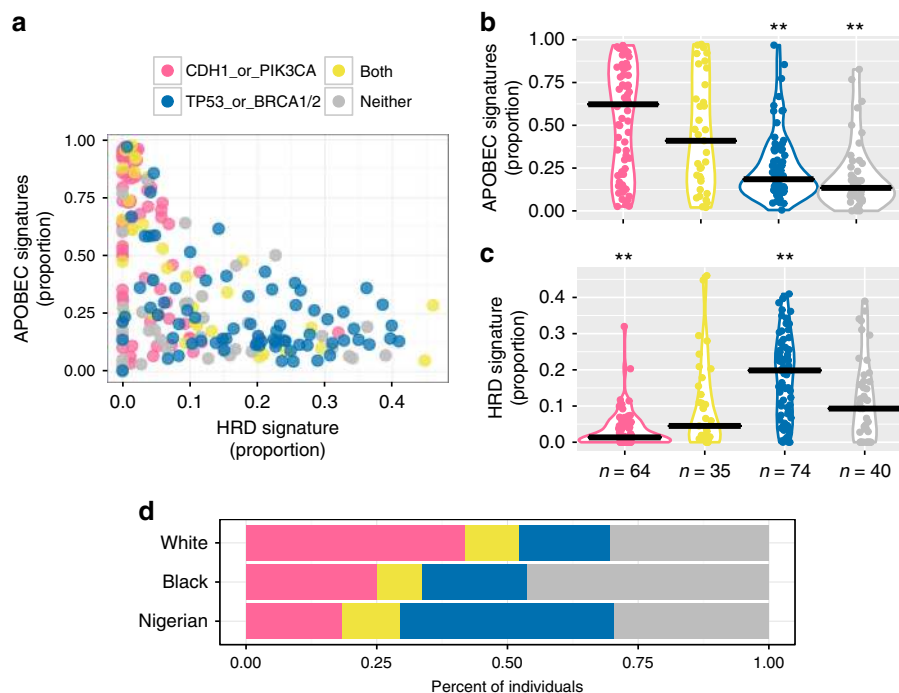 a
CDH1_or_PIK3CA
Both
TP53_or_BRCA1/2
Neither
APOBEC signatures
(proportion)
1.00
0.75
0.50
0.25
0.00
0.0 0.1 0.2 0.3 0.4
HRD signature
(proportion)
b
** **
APOBEC signatures
(proportion)
1.00
0.75
0.50
0.25
0.00
c
** **
HRD signature
(proportion)
0.4
0.3
0.2
0.1
0.0
n = 64 n = 35 n = 74 n = 40
d
White
Black
Nigerian
0.00 0.25 0.50 0.75 1.00
Percent of individuals